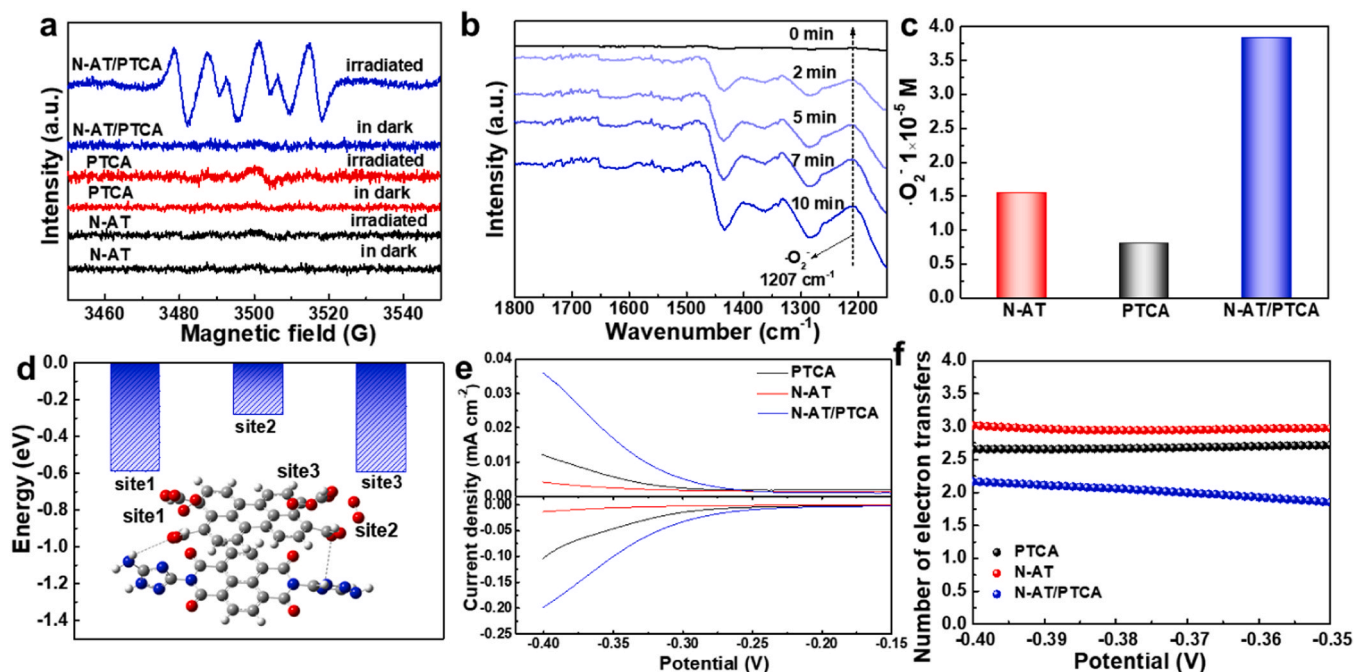 a
N-AT/PTCA
irradiated
N-AT/PTCA
in dark
PTCA
irradiated
PTCA
in dark
N-AT
irradiated
N-AT
in dark
Intensity (a.u.)
3460 3480 3500 3520 3540
Magnetic field (G)
b
0 min
2 min
5 min
7 min
10 min
·O₂⁻
1207 cm⁻¹
Intensity (a.u.)
1800 1700 1600 1500 1400 1300 1200
Wavenumber (cm⁻¹)
c
·O₂⁻ 1×10⁻⁵ M
4.0
3.5
3.0
2.5
2.0
1.5
1.0
0.5
0.0
N-AT PTCA N-AT/PTCA
d
Energy (eV)
0.0
-0.2
-0.4
-0.6
-0.8
-1.0
-1.2
-1.4
site1
site2
site3
site3
site1
site2
e
Current density (mA cm⁻²)
0.04
0.03
0.02
0.01
0.00
0.00
-0.05
-0.10
-0.15
-0.20
-0.25
PTCA
N-AT
N-AT/PTCA
-0.40 -0.35 -0.30 -0.25 -0.20 -0.15
Potential (V)
f
Number of electron transfers
4.0
3.5
3.0
2.5
2.0
1.5
1.0
0.5
0.0
PTCA
N-AT
N-AT/PTCA
-0.40 -0.39 -0.38 -0.37 -0.36 -0.35
Potential (V)